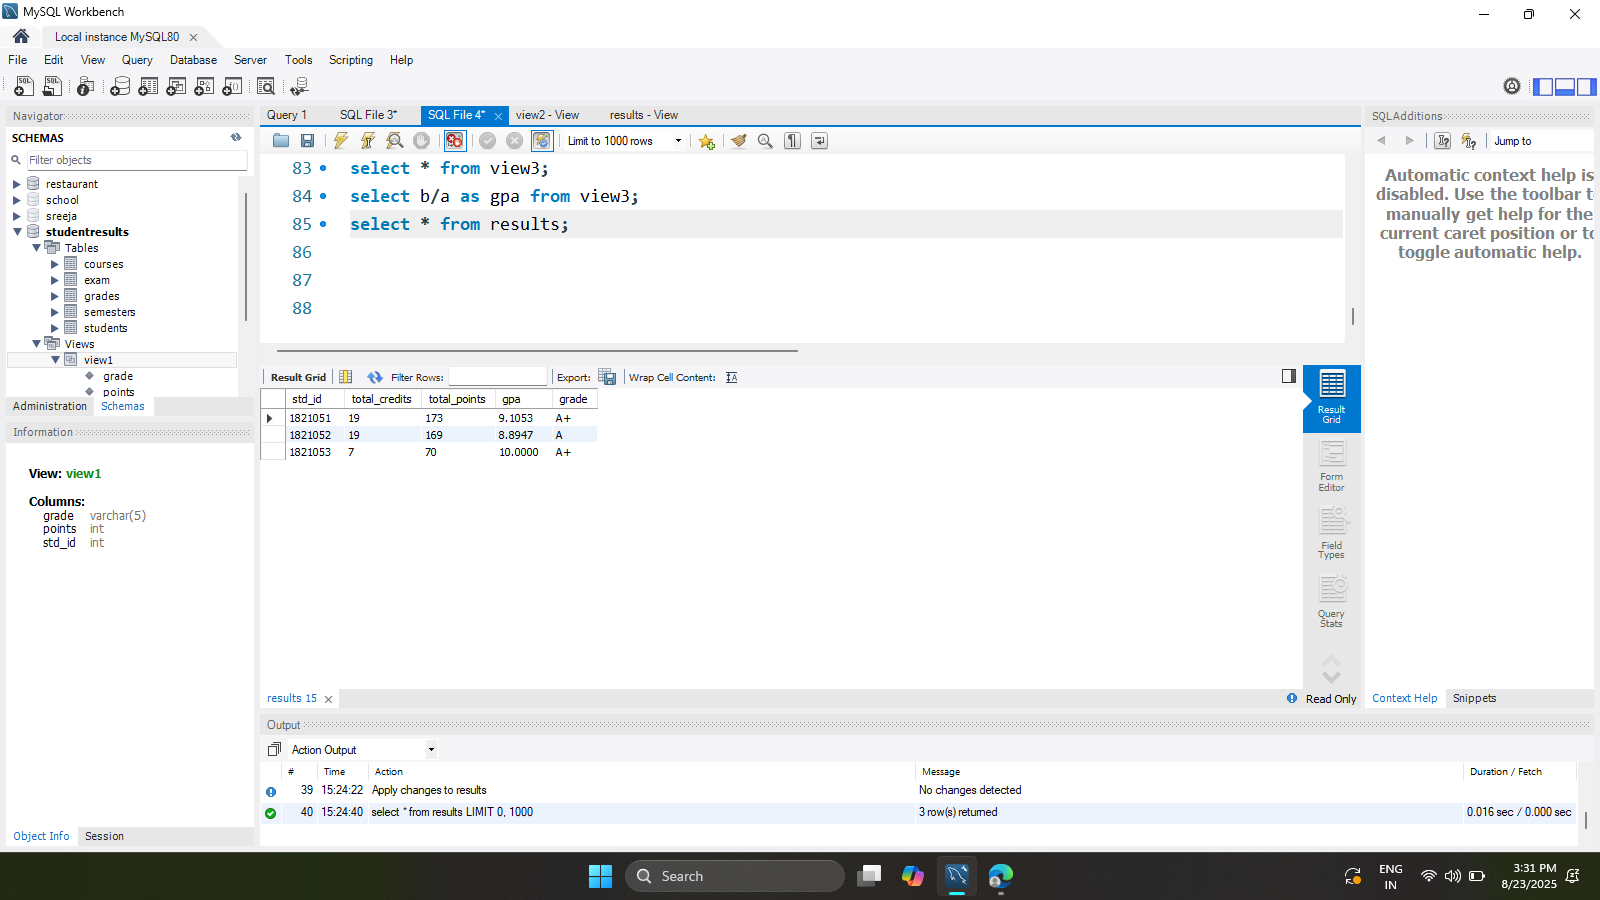 MySQL Workbench
Local instance MySQL80
File Edit View Query Database Server Tools Scripting Help
Navigator
SCHEMAS
Filter objects
restaurant
school
sreeja
studentresults
Tables
courses
exam
grades
semesters
students
Views
view1
grade
points
Administration Schemas
Information
View: view1
Columns:
grade varchar(5)
points int
std_id int
Object Info Session
Query 1 SQL File 3* SQL File 4* view2 - View results - View
Limit to 1000 rows
83 select * from view3;
84 select b/a as gpa from view3;
85 select * from results;
86
87
88
Result Grid Filter Rows: Export: Wrap Cell Content:
std_id total_credits total_points gpa grade
1821051 19 173 9.1053 A+
1821052 19 169 8.8947 A
1821053 7 70 10.0000 A+
Result Grid
Form Editor
Field Types
Query Stats
results 15
Read Only
SQLAdditions
Jump to
Automatic context help is
disabled. Use the toolbar t
manually get help for the
current caret position or to
toggle automatic help.
Context Help Snippets
Output
Action Output
# Time Action Message Duration / Fetch
39 15:24:22 Apply changes to results No changes detected
40 15:24:40 select * from results LIMIT 0, 1000 3 row(s) returned 0.016 sec / 0.000 sec
Search
ENG
IN
3:31 PM
8/23/2025